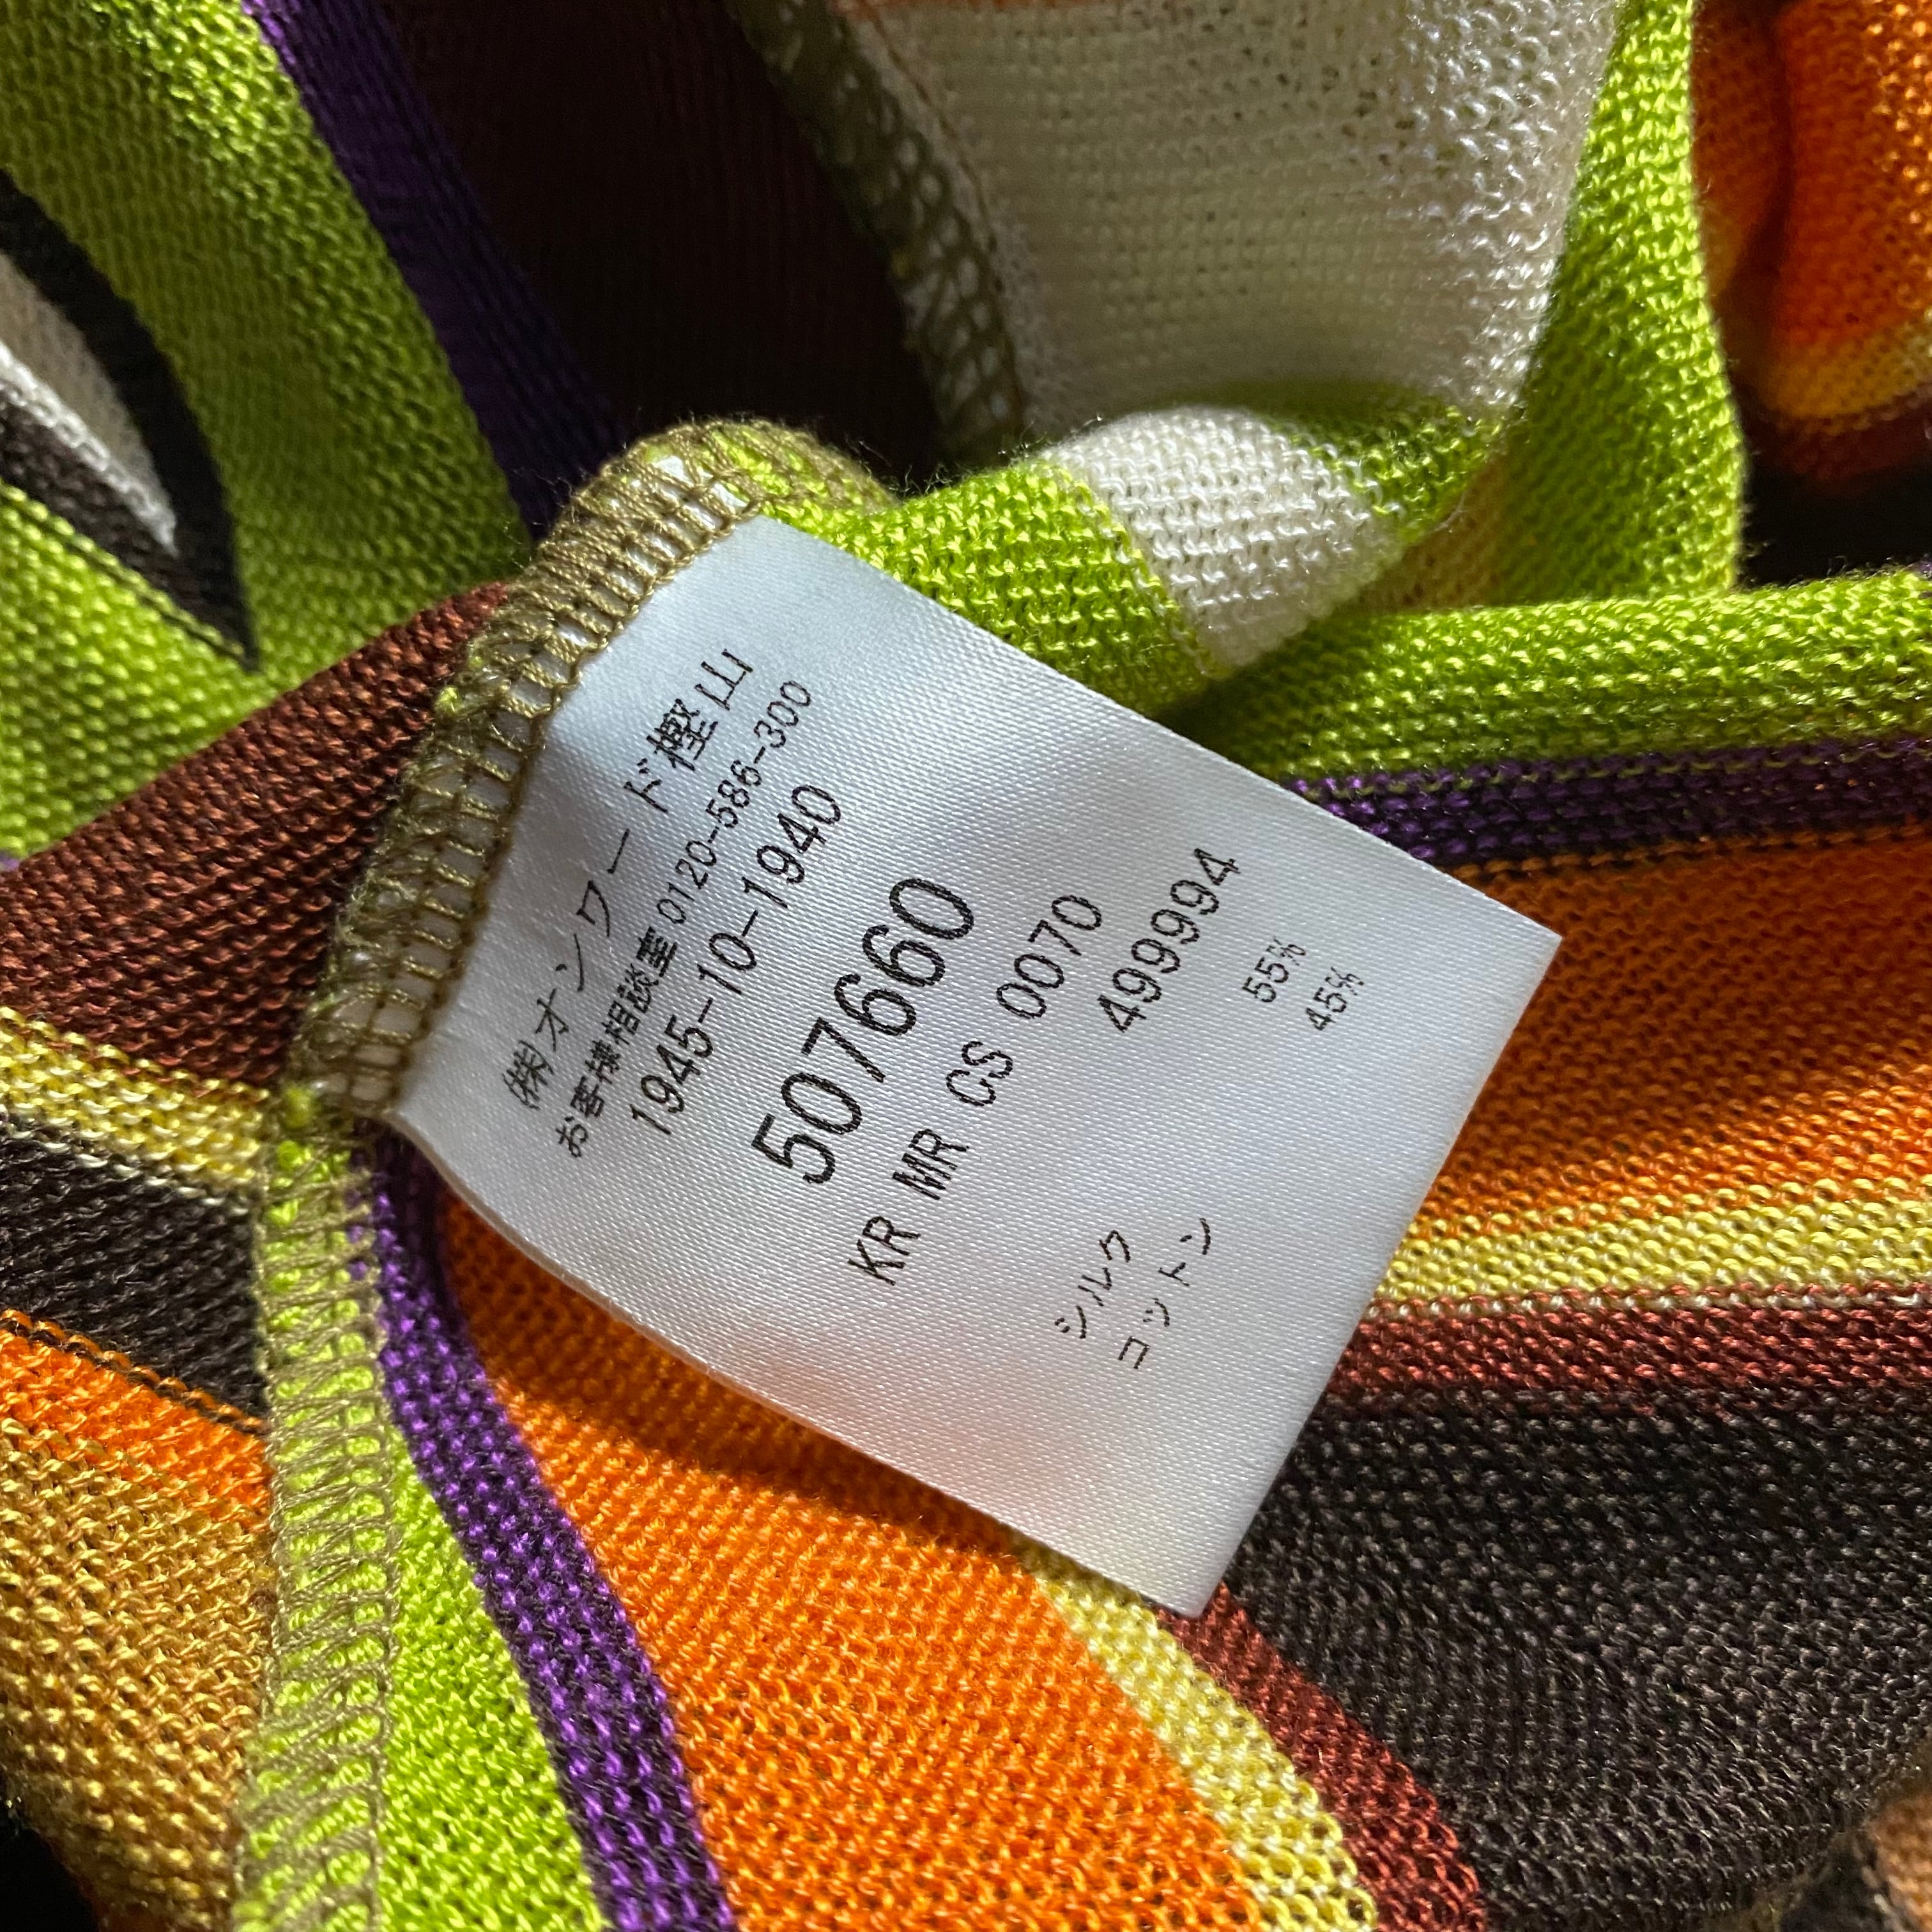 ㈱オンワード樫山
お客様相談室 0120-586-300
1945-10-1940
507660
KR MR CS 0070
499994
シルク 55%
コットン 45%